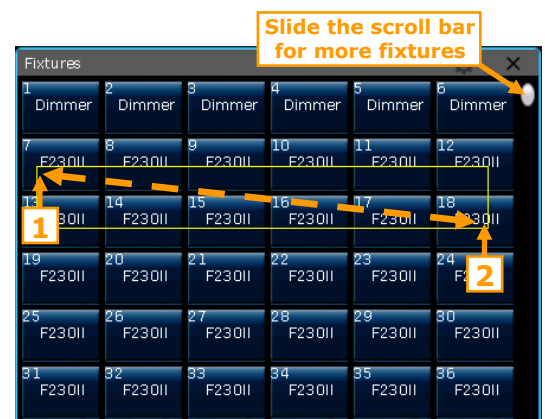 Slide the scroll bar
for more fixtures
Fixtures
1 2 3 4 5 6
Dimmer Dimmer Dimmer Dimmer Dimmer Dimmer
7 8 9 10 11 12
F230II F230II F230II F230II F230II F230II
13 14 15 16 17 18
F230II F230II F230II F230II F230II
1
2
19 20 21 22 23 24
F230II F230II F230II F230II F230II
25 26 27 28 29 30
F230II F230II F230II F230II F230II F230II
31 32 33 34 35 36
F230II F230II F230II F230II F230II F230II